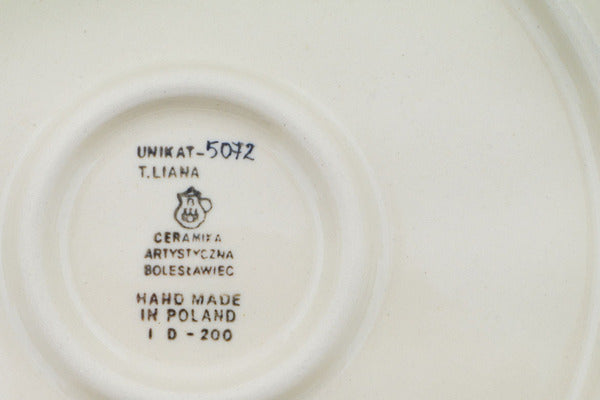 UNIKAT-5072
T.LIANA
CERAMIKA
ARTYSTYCZNA
BOLESŁAWIEC
HAND MADE
IN POLAND
I D - 200